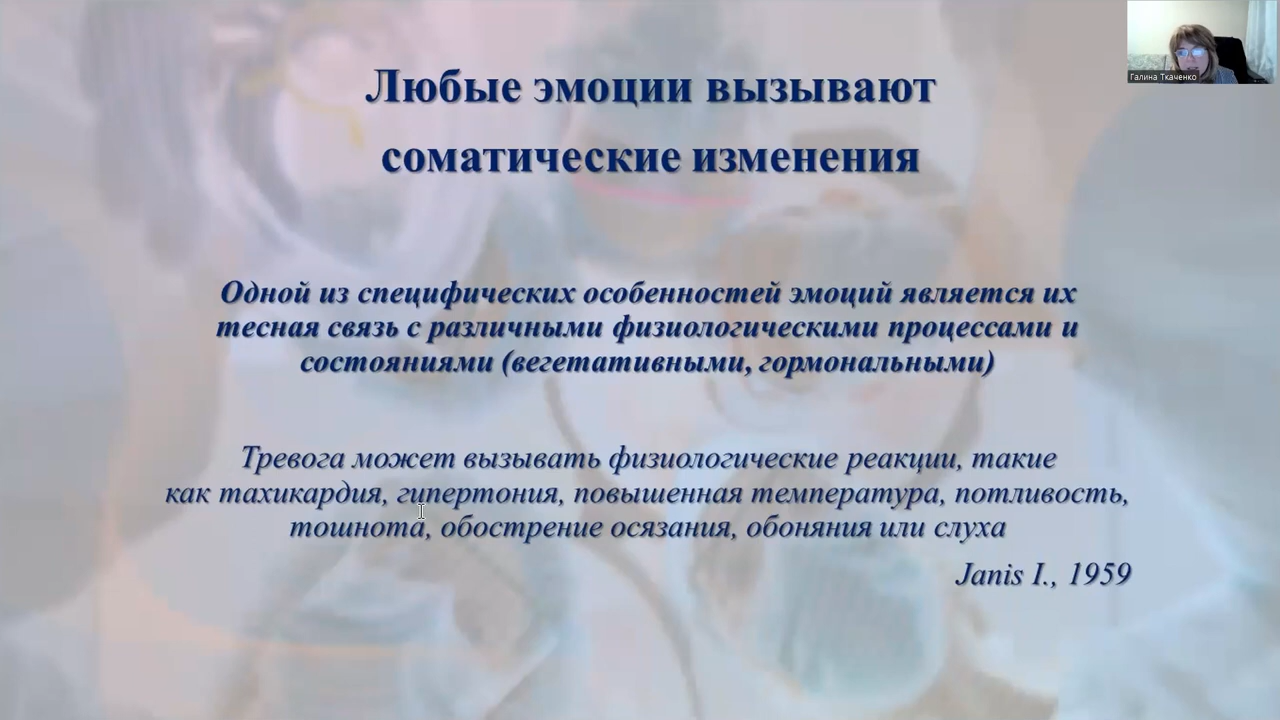 Галина Ткаченко
Любые эмоции вызывают
соматические изменения
Одной из специфических особенностей эмоций является их
тесная связь с различными физиологическими процессами и
состояниями (вегетативными, гормональными)
Тревога может вызывать физиологические реакции, такие
как тахикардия, гипертония, повышенная температура, потливость,
тошнота, обострение осязания, обоняния или слуха
Janis I., 1959